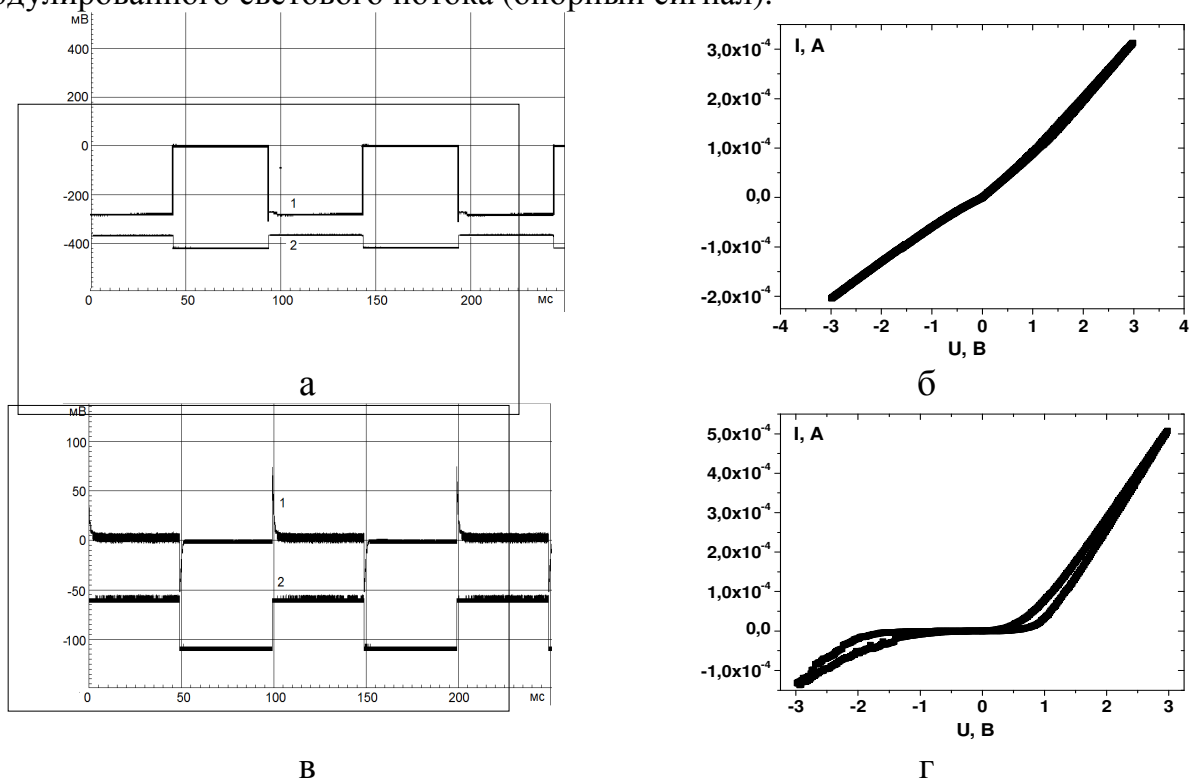 одулированного светового потока (опорный сигнал).
мВ
400
200
0
-200
-400
1
2
0 50 100 150 200 мс
а
I, A
3,0x10⁻⁴
2,0x10⁻⁴
1,0x10⁻⁴
0,0
-1,0x10⁻⁴
-2,0x10⁻⁴
-4 -3 -2 -1 0 1 2 3 4
U, В
б
мВ
100
50
0
-50
-100
1
2
0 50 100 150 200 мс
в
I, A
5,0x10⁻⁴
4,0x10⁻⁴
3,0x10⁻⁴
2,0x10⁻⁴
1,0x10⁻⁴
0,0
-1,0x10⁻⁴
-3 -2 -1 0 1 2 3
U, В
г